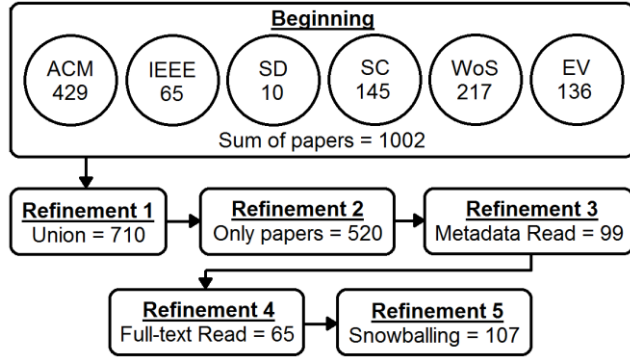 Beginning
ACM IEEE SD SC WoS EV
429 65 10 145 217 136
Sum of papers = 1002
Refinement 1 Refinement 2 Refinement 3
Union = 710 Only papers = 520 Metadata Read = 99
Refinement 4 Refinement 5
Full-text Read = 65 Snowballing = 107